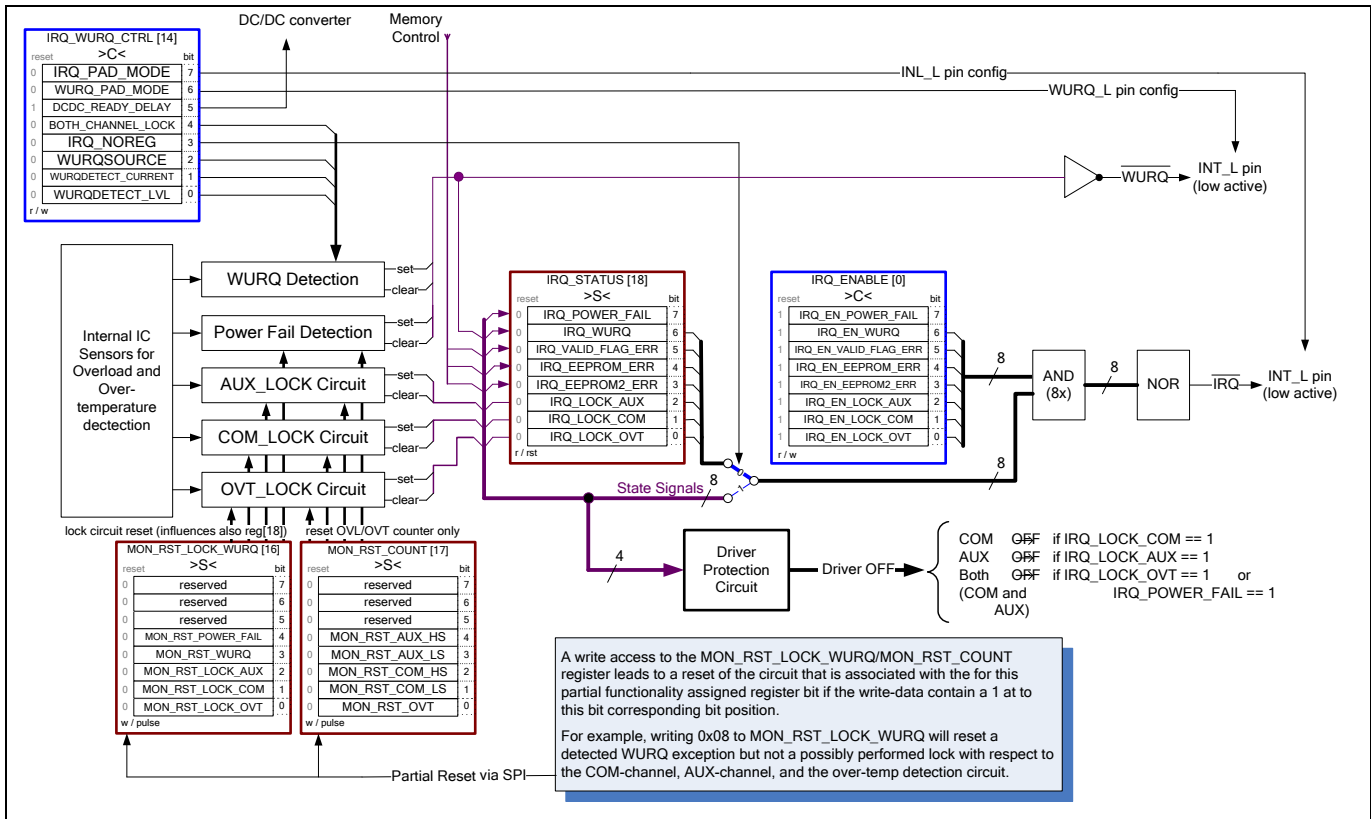 DC/DC converter
Memory
Control
IRQ_WURQ_CTRL [14]
reset >C< bit
0 IRQ_PAD_MODE 7
0 WURQ_PAD_MODE 6
1 DCDC_READY_DELAY 5
0 BOTH_CHANNEL_LOCK 4
0 IRQ_NOREG 3
0 WURQSOURCE 2
0 WURQDETECT_CURRENT 1
0 WURQDETECT_LVL 0
r / w
INL_L pin config
WURQ_L pin config
WURQ
INT_L pin
(low active)
Internal IC
Sensors for
Overload and
Over-
temperature
dectection
WURQ Detection
set
clear
Power Fail Detection
set
clear
AUX_LOCK Circuit
set
clear
COM_LOCK Circuit
set
clear
OVT_LOCK Circuit
set
clear
IRQ_STATUS [18]
reset >S< bit
0 IRQ_POWER_FAIL 7
0 IRQ_WURQ 6
0 IRQ_VALID_FLAG_ERR 5
0 IRQ_EEPROM_ERR 4
0 IRQ_EEPROM2_ERR 3
0 IRQ_LOCK_AUX 2
0 IRQ_LOCK_COM 1
0 IRQ_LOCK_OVT 0
r / rst
IRQ_ENABLE [0]
reset >C< bit
1 IRQ_EN_POWER_FAIL 7
1 IRQ_EN_WURQ 6
1 IRQ_EN_VALID_FLAG_ERR 5
1 IRQ_EN_EEPROM_ERR 4
1 IRQ_EN_EEPROM2_ERR 3
1 IRQ_EN_LOCK_AUX 2
1 IRQ_EN_LOCK_COM 1
1 IRQ_EN_LOCK_OVT 0
r / w
8
AND
(8x)
8
NOR
IRQ
INT_L pin
(low active)
0
1
8
State Signals
8
lock circuit reset (influences also reg[18])
reset OVL/OVT counter only
MON_RST_LOCK_WURQ [16]
reset >S< bit
0 reserved 7
0 reserved 6
0 reserved 5
0 MON_RST_POWER_FAIL 4
0 MON_RST_WURQ 3
0 MON_RST_LOCK_AUX 2
0 MON_RST_LOCK_COM 1
0 MON_RST_LOCK_OVT 0
w / pulse
MON_RST_COUNT [17]
reset >S< bit
0 reserved 7
0 reserved 6
0 reserved 5
0 MON_RST_AUX_HS 4
0 MON_RST_AUX_LS 3
0 MON_RST_COM_HS 2
0 MON_RST_COM_LS 1
0 MON_RST_OVT 0
w / pulse
4
Driver
Protection
Circuit
Driver OFF
COM OFF if IRQ_LOCK_COM == 1
AUX OFF if IRQ_LOCK_AUX == 1
Both OFF if IRQ_LOCK_OVT == 1 or
(COM and IRQ_POWER_FAIL == 1
AUX)
Partial Reset via SPI
A write access to the MON_RST_LOCK_WURQ/MON_RST_COUNT
register leads to a reset of the circuit that is associated with the for this
partial functionality assigned register bit if the write-data contain a 1 at to
this bit corresponding bit position.
For example, writing 0x08 to MON_RST_LOCK_WURQ will reset a
detected WURQ exception but not a possibly performed lock with respect to
the COM-channel, AUX-channel, and the over-temp detection circuit.